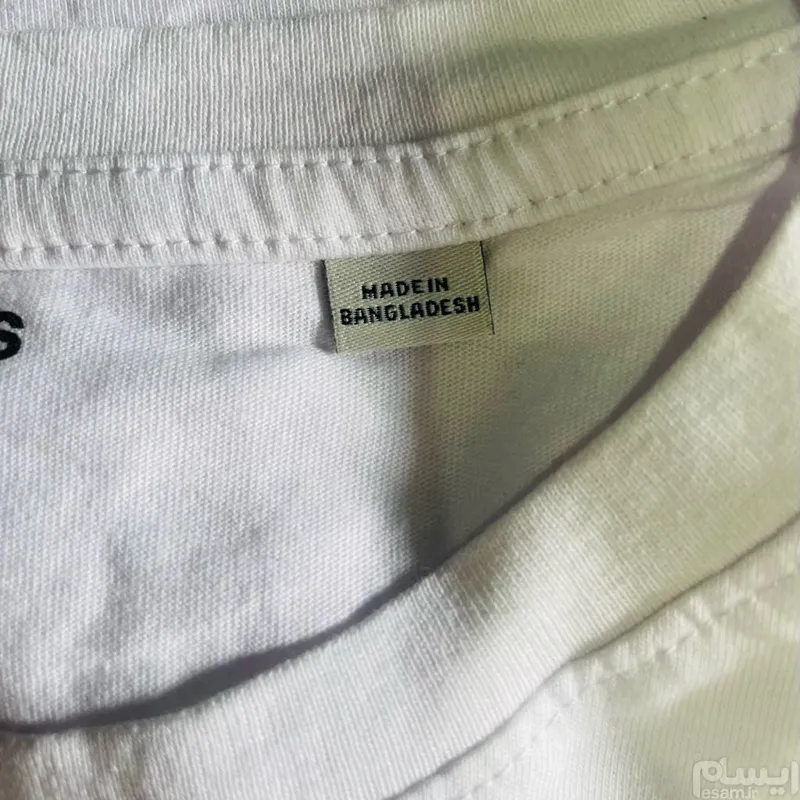 MADE IN
BANGLADESH
S
ایسام
esam.ir